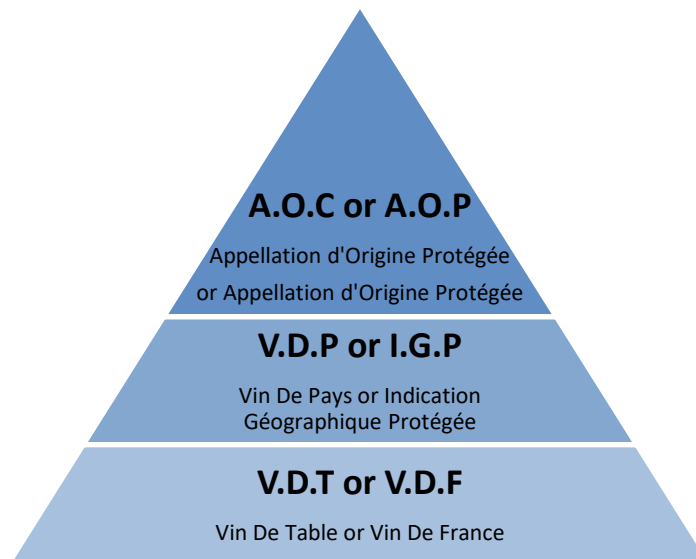 A.O.C or A.O.P
Appellation d'Origine Protégée
or Appellation d'Origine Protégée
V.D.P or I.G.P
Vin De Pays or Indication
Géographique Protégée
V.D.T or V.D.F
Vin De Table or Vin De France